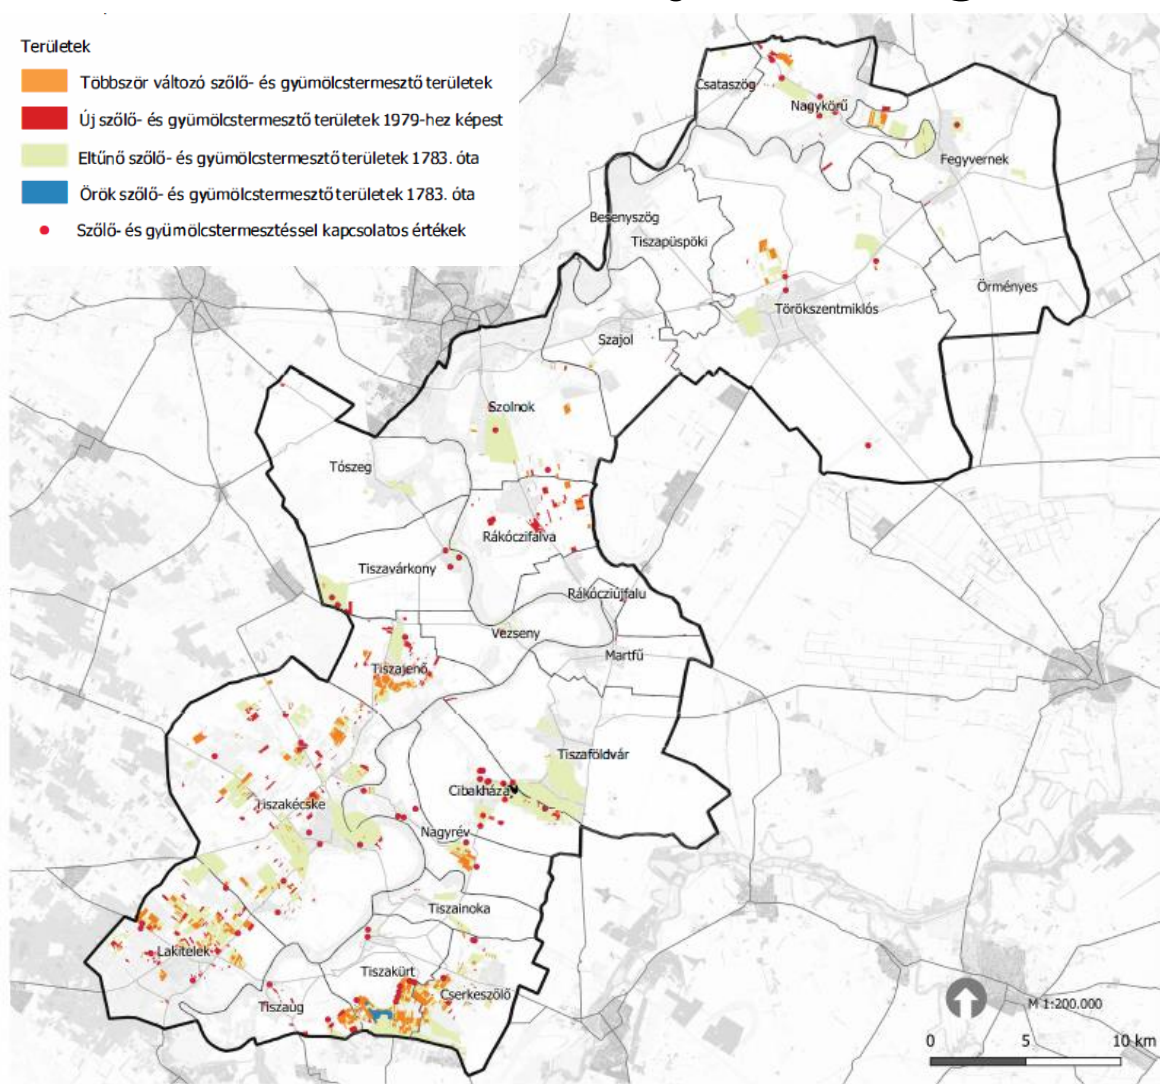 Területek
Többször változó szőlő- és gyümölcstermesztő területek
Új szőlő- és gyümölcstermesztő területek 1979-hez képest
Eltűnő szőlő- és gyümölcstermesztő területek 1783. óta
Örök szőlő- és gyümölcstermesztő területek 1783. óta
Szőlő- és gyümölcstermesztéssel kapcsolatos értékek
Csataszög
Nagykörű
Fegyvernek
Besenyszög
Tiszapüspöki
Örményes
Törökszentmiklós
Szajol
Szolnok
Tószeg
Rákóczifalva
Tiszavárkony
Rákócziújfalu
Vezseny
Martfű
Tiszajenő
Tiszaföldvár
Cibakháza
Tiszakécske
Nagyrév
Tiszainoka
Lakitelek
Tiszakürt
Cserkeszőlő
Tiszaug
M 1:200.000
0 5 10 km